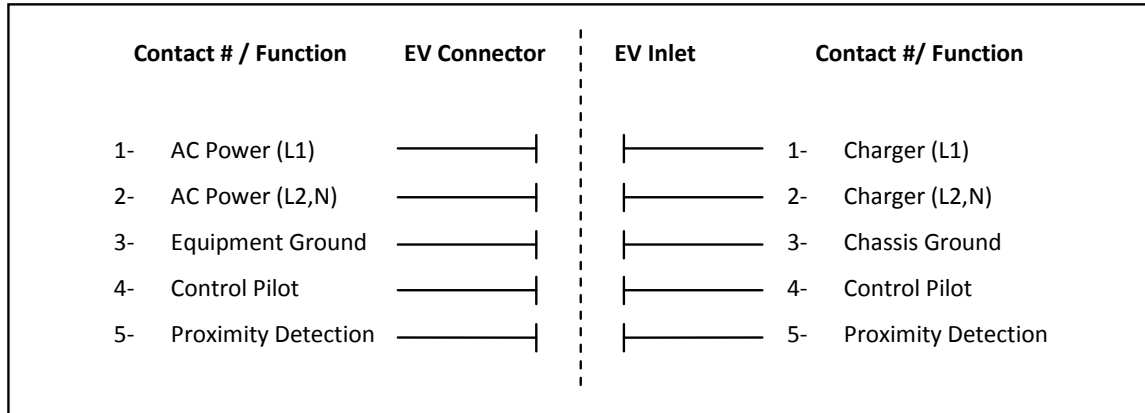 Contact # / Function EV Connector EV Inlet Contact #/ Function
1- AC Power (L1) 1- Charger (L1)
2- AC Power (L2,N) 2- Charger (L2,N)
3- Equipment Ground 3- Chassis Ground
4- Control Pilot 4- Control Pilot
5- Proximity Detection 5- Proximity Detection